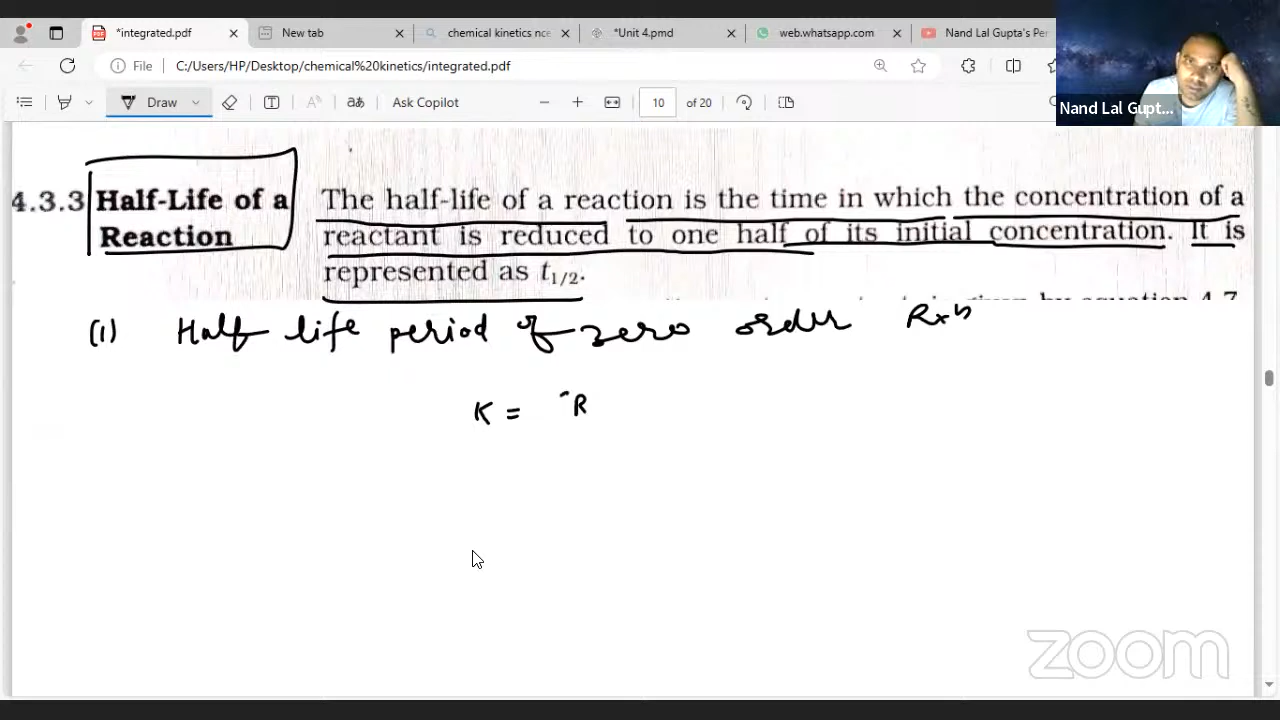 *integrated.pdf
New tab
chemical kinetics nce
*Unit 4.pmd
web.whatsapp.com
Nand Lal Gupta's Per
File
C:/Users/HP/Desktop/chemical%20kinetics/integrated.pdf
Draw
aあ
Ask Copilot
10 of 20
Nand Lal Gupt...
4.3.3 Half-Life of a Reaction
The half-life of a reaction is the time in which the concentration of a
reactant is reduced to one half of its initial concentration. It is
represented as t1/2.
(1) Half life period of zero order Rxn
K = R
zoom